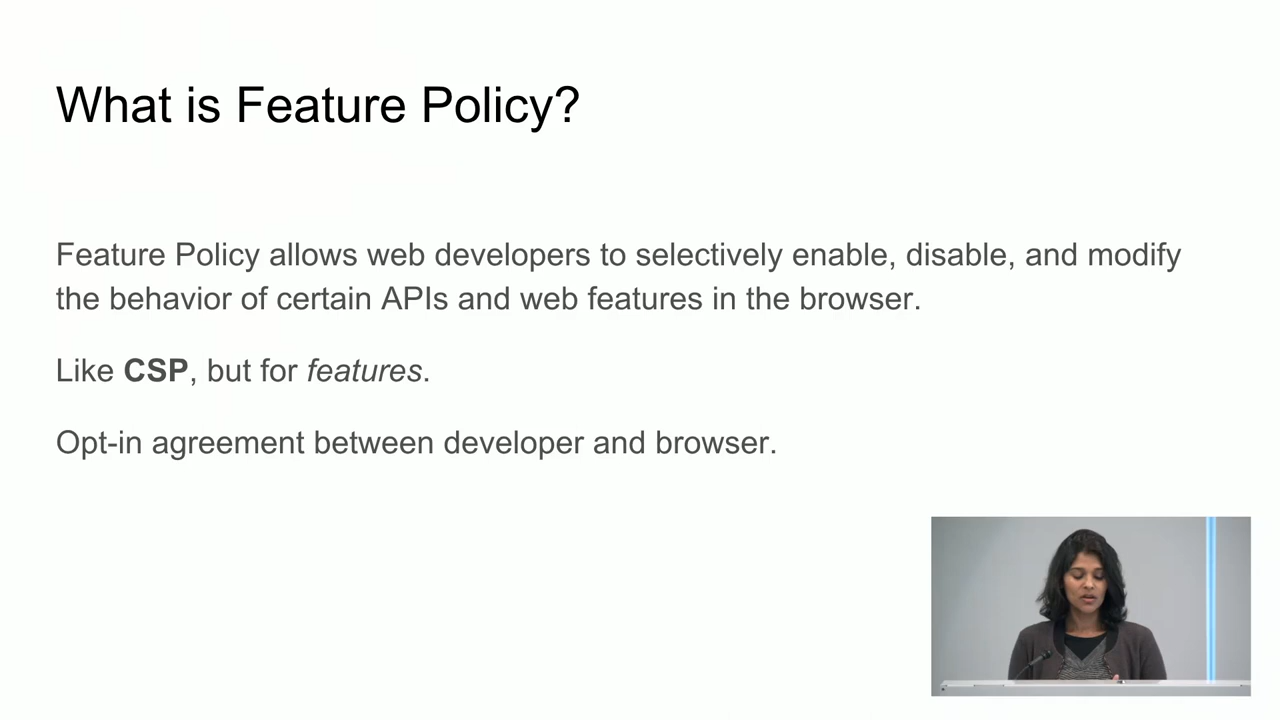 What is Feature Policy?
Feature Policy allows web developers to selectively enable, disable, and modify
the behavior of certain APIs and web features in the browser.
Like CSP, but for features.
Opt-in agreement between developer and browser.